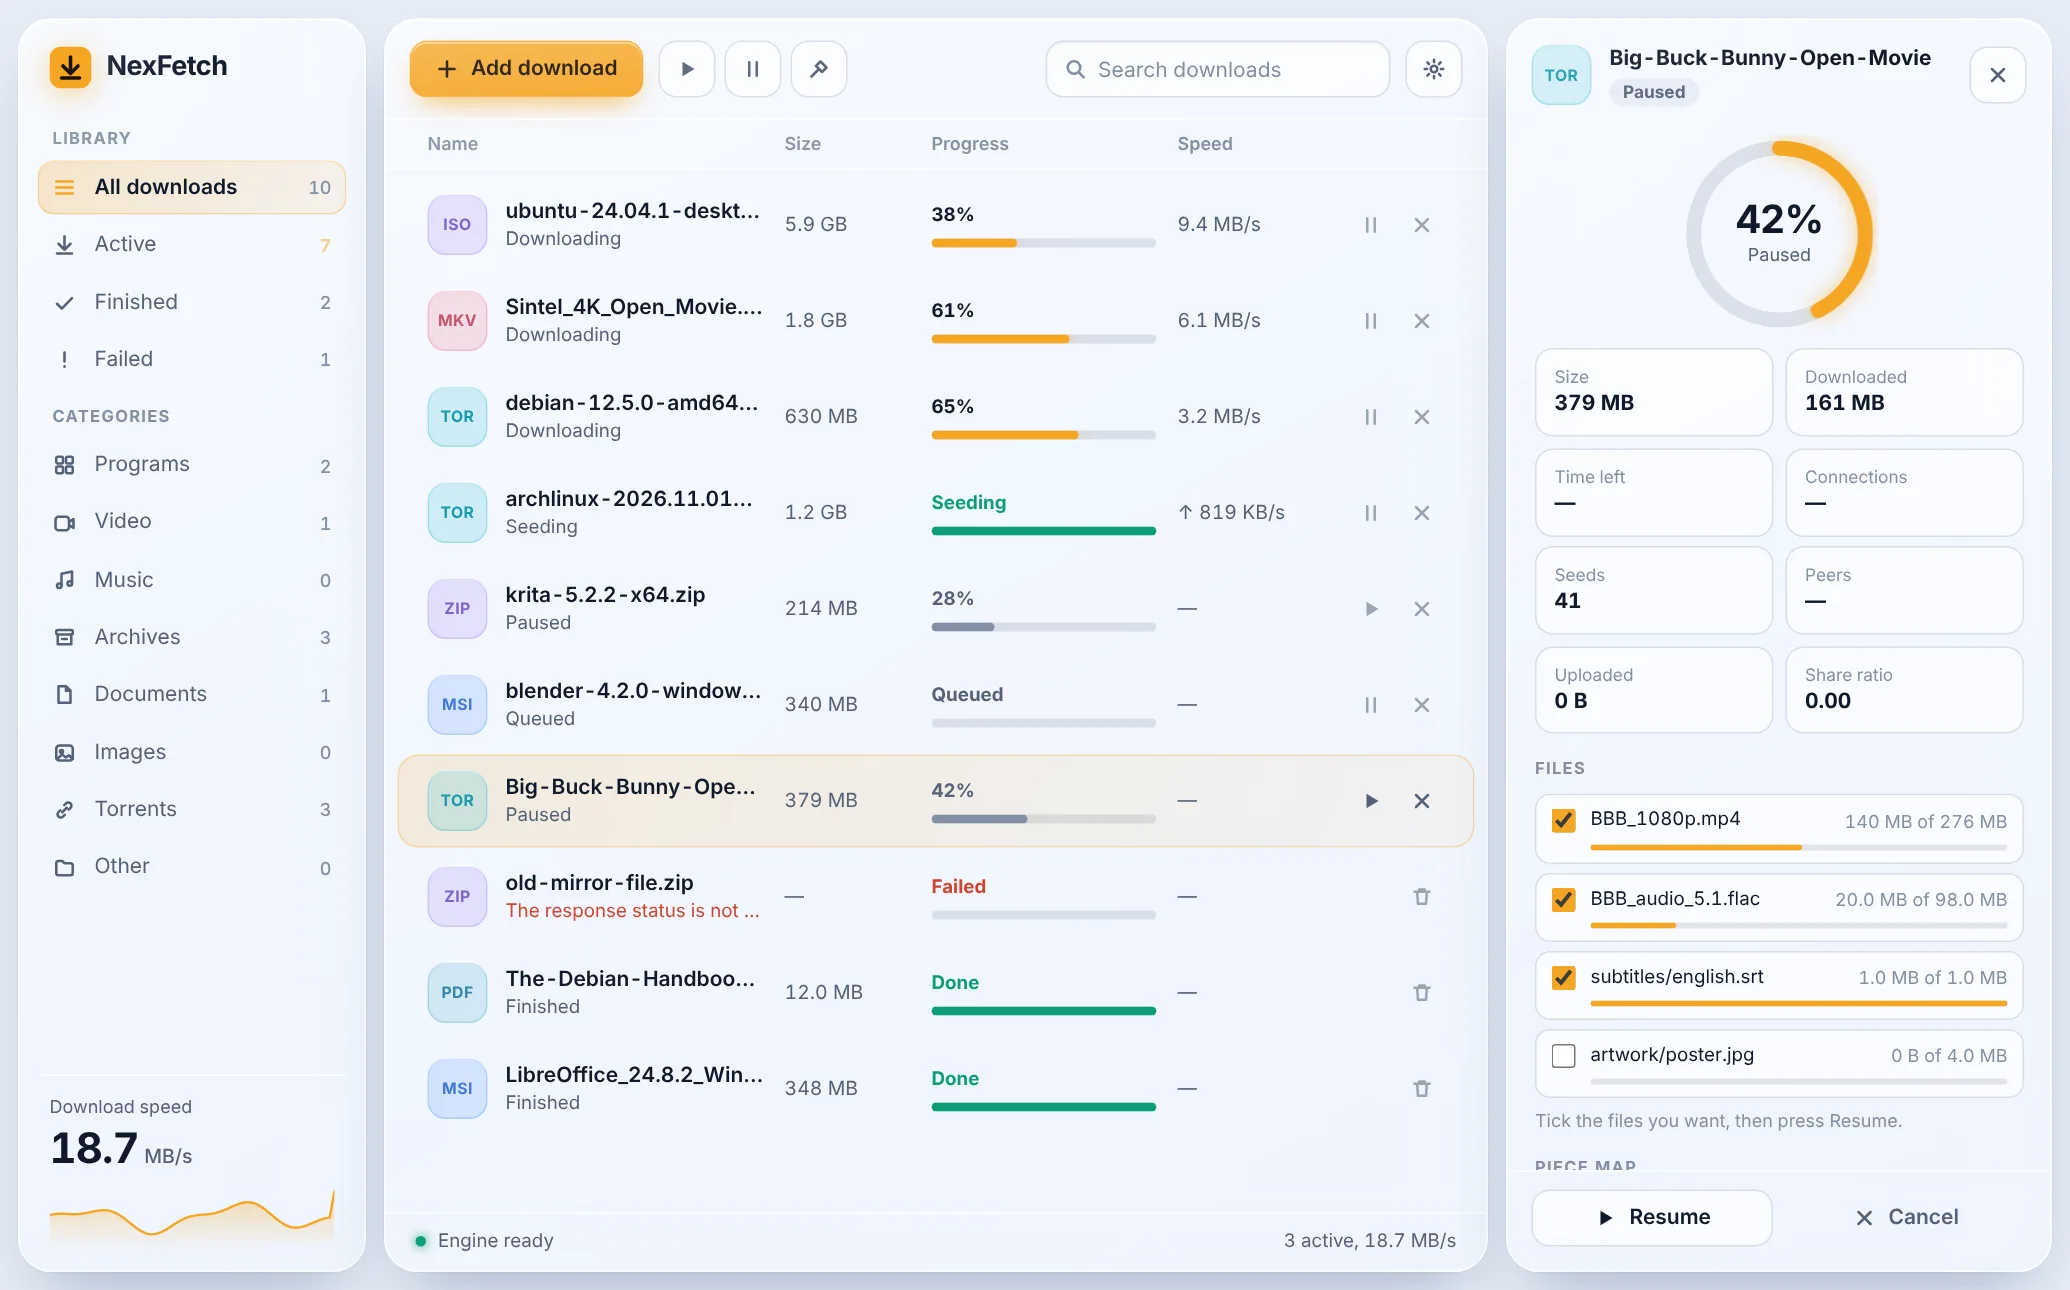 NexFetch
LIBRARY
All downloads 10
Active 7
Finished 2
! Failed 1
CATEGORIES
Programs 2
Video 1
Music 0
Archives 3
Documents 1
Images 0
Torrents 3
Other 0
Download speed
18.7 MB/s
+ Add download
Search downloads
Name Size Progress Speed
ISO ubuntu-24.04.1-deskt... 5.9 GB 38% 9.4 MB/s
Downloading
MKV Sintel_4K_Open_Movie.... 1.8 GB 61% 6.1 MB/s
Downloading
TOR debian-12.5.0-amd64... 630 MB 65% 3.2 MB/s
Downloading
TOR archlinux-2026.11.01... 1.2 GB Seeding ↑ 819 KB/s
Seeding
ZIP krita-5.2.2-x64.zip 214 MB 28% —
Paused
MSI blender-4.2.0-window... 340 MB Queued —
Queued
TOR Big-Buck-Bunny-Ope... 379 MB 42% —
Paused
ZIP old-mirror-file.zip — Failed —
The response status is not ...
PDF The-Debian-Handboo... 12.0 MB Done —
Finished
MSI LibreOffice_24.8.2_Win... 348 MB Done —
Finished
Engine ready 3 active, 18.7 MB/s
TOR Big-Buck-Bunny-Open-Movie
Paused
42%
Paused
Size Downloaded
379 MB 161 MB
Time left Connections
— —
Seeds Peers
41 —
Uploaded Share ratio
0 B 0.00
FILES
BBB_1080p.mp4 140 MB of 276 MB
BBB_audio_5.1.flac 20.0 MB of 98.0 MB
subtitles/english.srt 1.0 MB of 1.0 MB
artwork/poster.jpg 0 B of 4.0 MB
Tick the files you want, then press Resume.
PIECE MAP
Resume Cancel